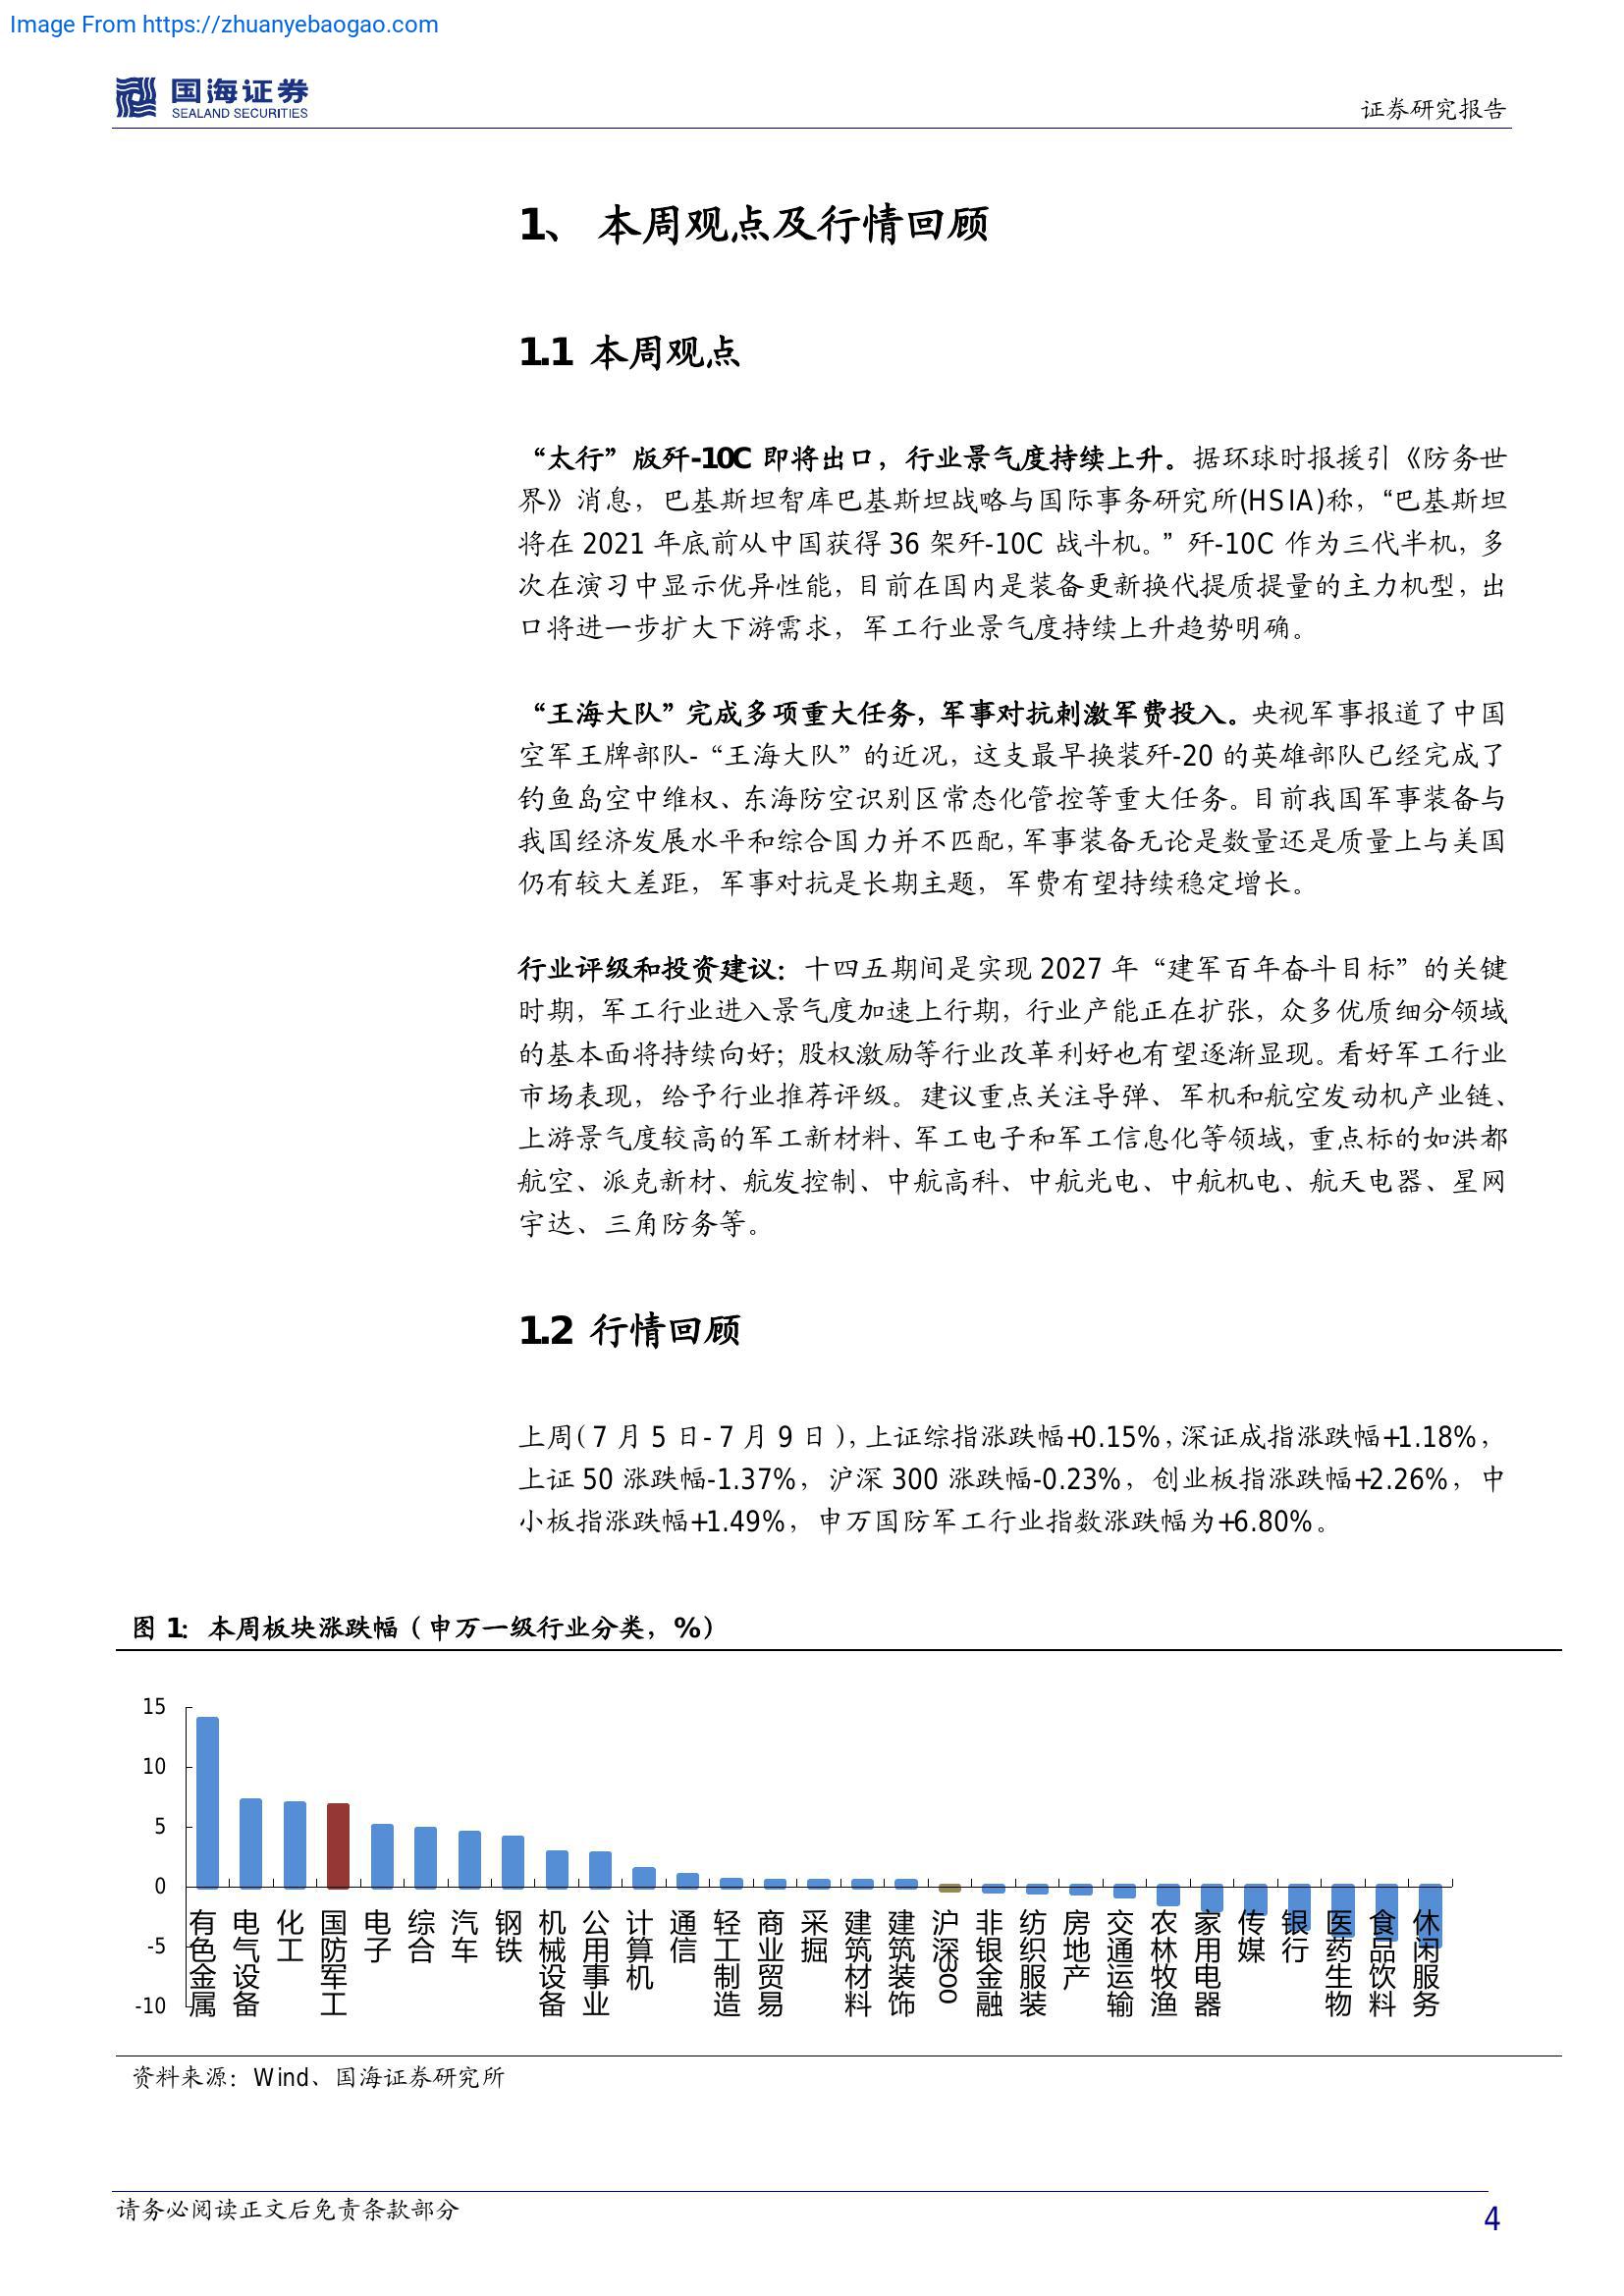 Image From https://zhuanyebaogao.com
国海证券
SEALAND SECURITIES
证券研究报告
1、 本周观点及行情回顾
1.1 本周观点
“太行”版歼-10C 即将出口，行业景气度持续上升。据环球时报援引《防务世
界》消息，巴基斯坦智库巴基斯坦战略与国际事务研究所(HSIA)称，“巴基斯坦
将在 2021 年底前从中国获得 36 架歼-10C 战斗机。”歼-10C 作为三代半机，多
次在演习中显示优异性能，目前在国内是装备更新换代提质提量的主力机型，出
口将进一步扩大下游需求，军工行业景气度持续上升趋势明确。
“王海大队”完成多项重大任务，军事对抗刺激军费投入。央视军事报道了中国
空军王牌部队-“王海大队”的近况，这支最早换装歼-20 的英雄部队已经完成了
钓鱼岛空中维权、东海防空识别区常态化管控等重大任务。目前我国军事装备与
我国经济发展水平和综合国力并不匹配，军事装备无论是数量还是质量上与美国
仍有较大差距，军事对抗是长期主题，军费有望持续稳定增长。
行业评级和投资建议：十四五期间是实现 2027 年“建军百年奋斗目标”的关键
时期，军工行业进入景气度加速上行期，行业产能正在扩张，众多优质细分领域
的基本面将持续向好；股权激励等行业改革利好也有望逐渐显现。看好军工行业
市场表现，给予行业推荐评级。建议重点关注导弹、军机和航空发动机产业链、
上游景气度较高的军工新材料、军工电子和军工信息化等领域，重点标的如洪都
航空、派克新材、航发控制、中航高科、中航光电、中航机电、航天电器、星网
宇达、三角防务等。
1.2 行情回顾
上周（7 月 5 日- 7 月 9 日），上证综指涨跌幅+0.15%，深证成指涨跌幅+1.18%，
上证 50 涨跌幅-1.37%，沪深 300 涨跌幅-0.23%，创业板指涨跌幅+2.26%，中
小板指涨跌幅+1.49%，申万国防军工行业指数涨跌幅为+6.80%。
图 1：本周板块涨跌幅（申万一级行业分类，%）
15
10
5
0
-5
-10
有色金属
电气设备
化工
国防军工
电子
综合
汽车
钢铁
机械设备
公用事业
计算机
通信
轻工制造
商业贸易
采掘
建筑材料
建筑装饰
沪深300
非银金融
纺织服装
房地产
交通运输
农林牧渔
家用电器
传媒
银行
医药生物
食品饮料
休闲服务
资料来源：Wind、国海证券研究所
请务必阅读正文后免责条款部分
4